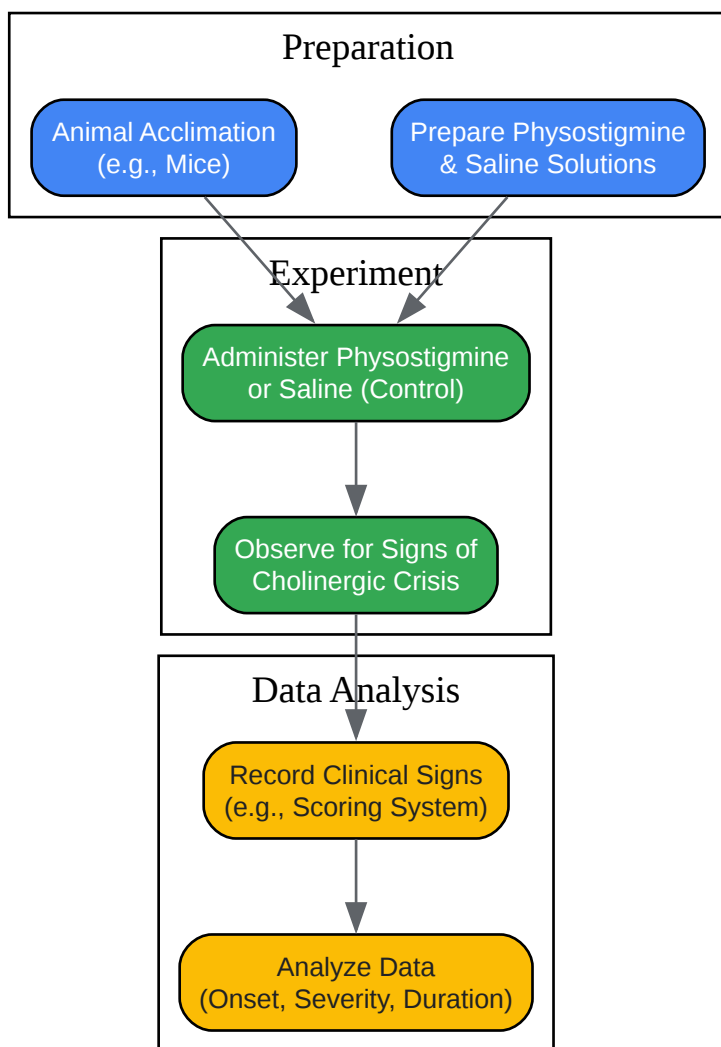 Preparation
Animal Acclimation
(e.g., Mice)
Prepare Physostigmine
& Saline Solutions
Experiment
Administer Physostigmine
or Saline (Control)
Observe for Signs of
Cholinergic Crisis
Data Analysis
Record Clinical Signs
(e.g., Scoring System)
Analyze Data
(Onset, Severity, Duration)